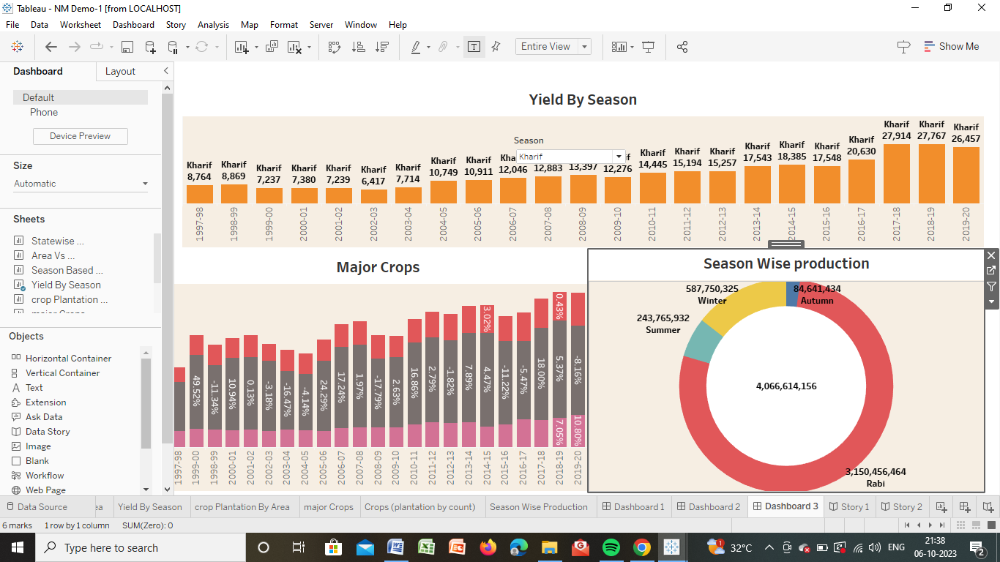 Tableau - NM Demo-1 [from LOCALHOST]
File Data Worksheet Dashboard Story Analysis Map Format Server Window Help
Entire View
Show Me
Dashboard
Layout
Default
Phone
Device Preview
Size
Automatic
Sheets
Statewise ...
Area Vs ...
Season Based ...
Yield By Season
crop Plantation ...
Objects
Horizontal Container
Vertical Container
Text
Extension
Ask Data
Data Story
Image
Blank
Workflow
Web Page
Yield By Season
Season
Kharif
Kharif 8,764
Kharif 8,869
Kharif 7,237
Kharif 7,380
Kharif 7,239
Kharif 6,417
Kharif 7,714
Kharif 10,749
Kharif 10,911
Kha 12,046
12,883
13,397
12,276
Kharif 14,445
Kharif 15,194
Kharif 15,257
Kharif 17,543
Kharif 18,385
Kharif 17,548
Kharif 20,630
Kharif 27,914
Kharif 27,767
Kharif 26,457
1997-98 1998-99 1999-00 2000-01 2001-02 2002-03 2003-04 2004-05 2005-06 2006-07 2007-08 2008-09 2009-10 2010-11 2011-12 2012-13 2013-14 2014-15 2015-16 2016-17 2017-18 2018-19 2019-20
Major Crops
49.52% -11.34% 10.94% 0.13% -3.18% -16.47% -4.14% 24.29% 17.24% 1.97% -17.79% 2.63% 16.86% 2.79% -1.82% 7.89% 4.47% -11.22% -5.47% 18.00% 5.37% -8.16%
3.02% 0.43%
7.05% 10.80%
997-98 1999-00 1998-99 2000-01 2001-02 2002-03 2003-04 2004-05 2005-06 2006-07 2007-08 2008-09 2009-10 2010-11 2011-12 2012-13 2013-14 2014-15 2015-16 2016-17 2017-18 2018-19 2019-20
Season Wise production
587,750,325
Winter
84,641,434
Autumn
243,765,932
Summer
4,066,614,156
3,150,456,464
Rabi
Data Source
ea
Yield By Season
crop Plantation By Area
major Crops
Crops (plantation by count)
Season Wise Production
Dashboard 1
Dashboard 2
Dashboard 3
Story 1
Story 2
6 marks 1 row by 1 column SUM(Zero): 0
Type here to search
1
32°C
ENG
21:38
06-10-2023
2